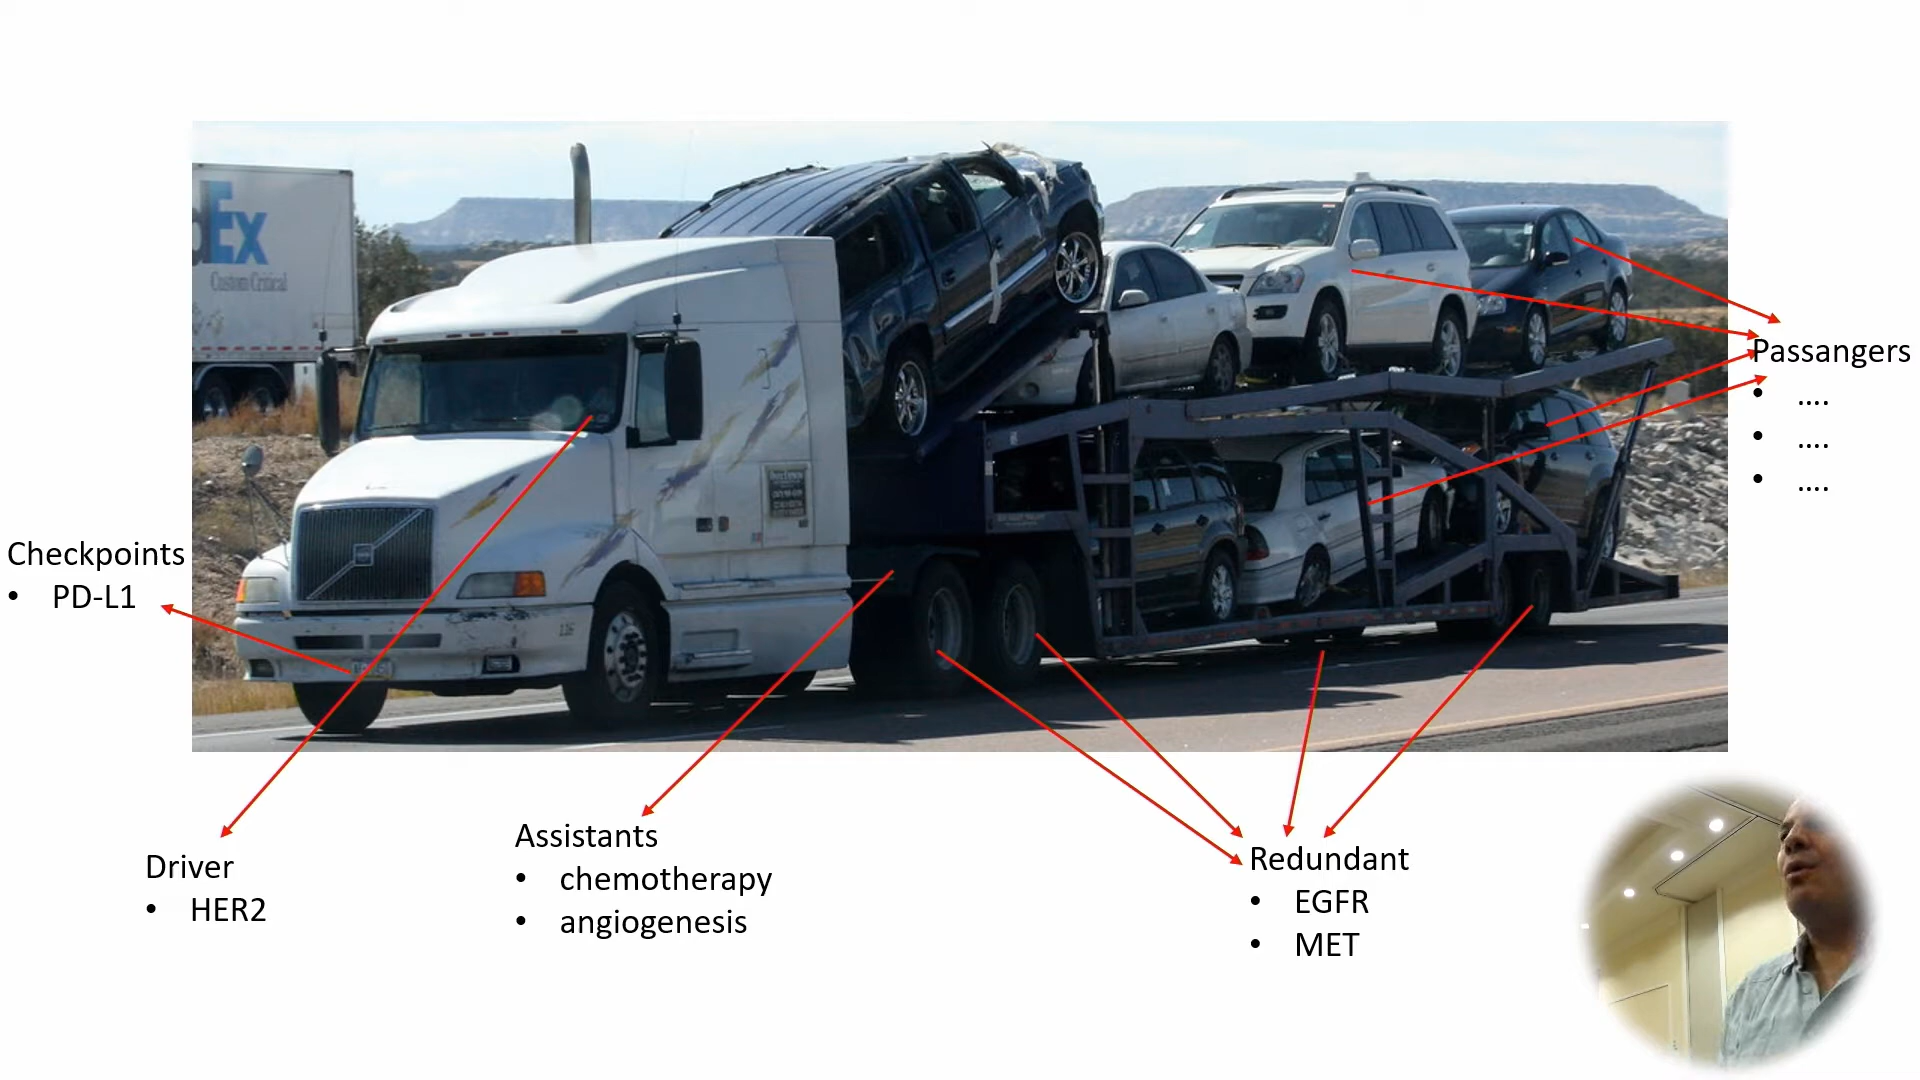 Ex
Custom Critical
Passangers
• ....
• ....
• ....
Checkpoints
• PD-L1
Driver
• HER2
Assistants
• chemotherapy
• angiogenesis
Redundant
• EGFR
• MET